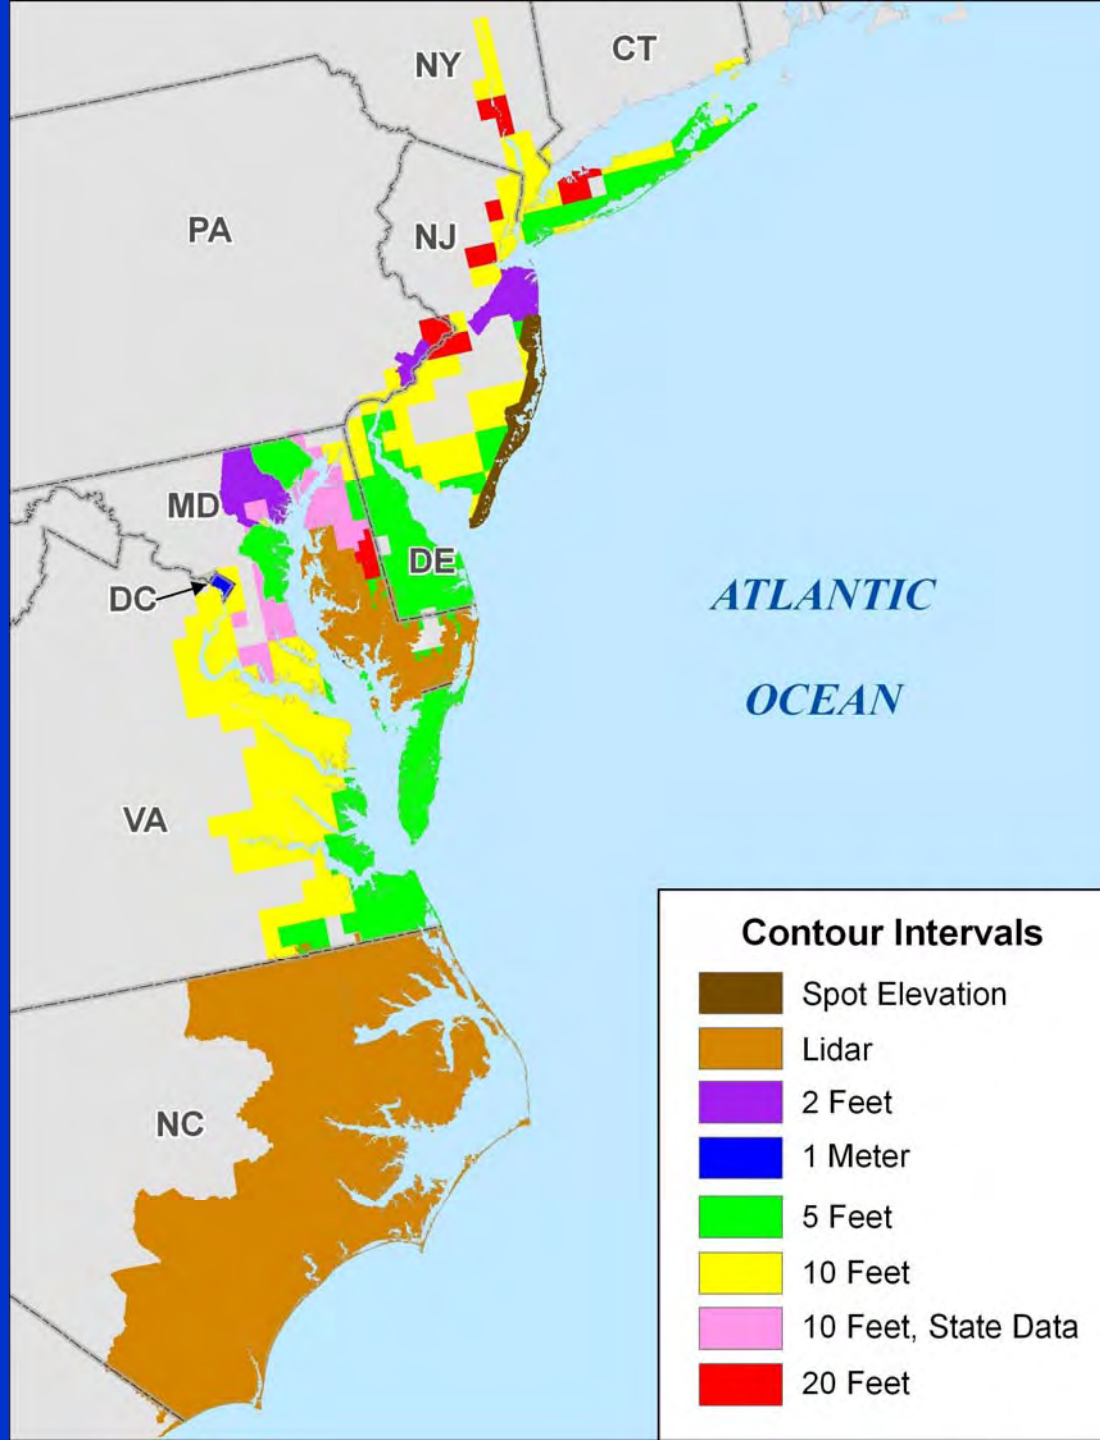 NY
CT
PA
NJ
MD
DE
DC
ATLANTIC
OCEAN
VA
NC
Contour Intervals
Spot Elevation
Lidar
2 Feet
1 Meter
5 Feet
10 Feet
10 Feet, State Data
20 Feet